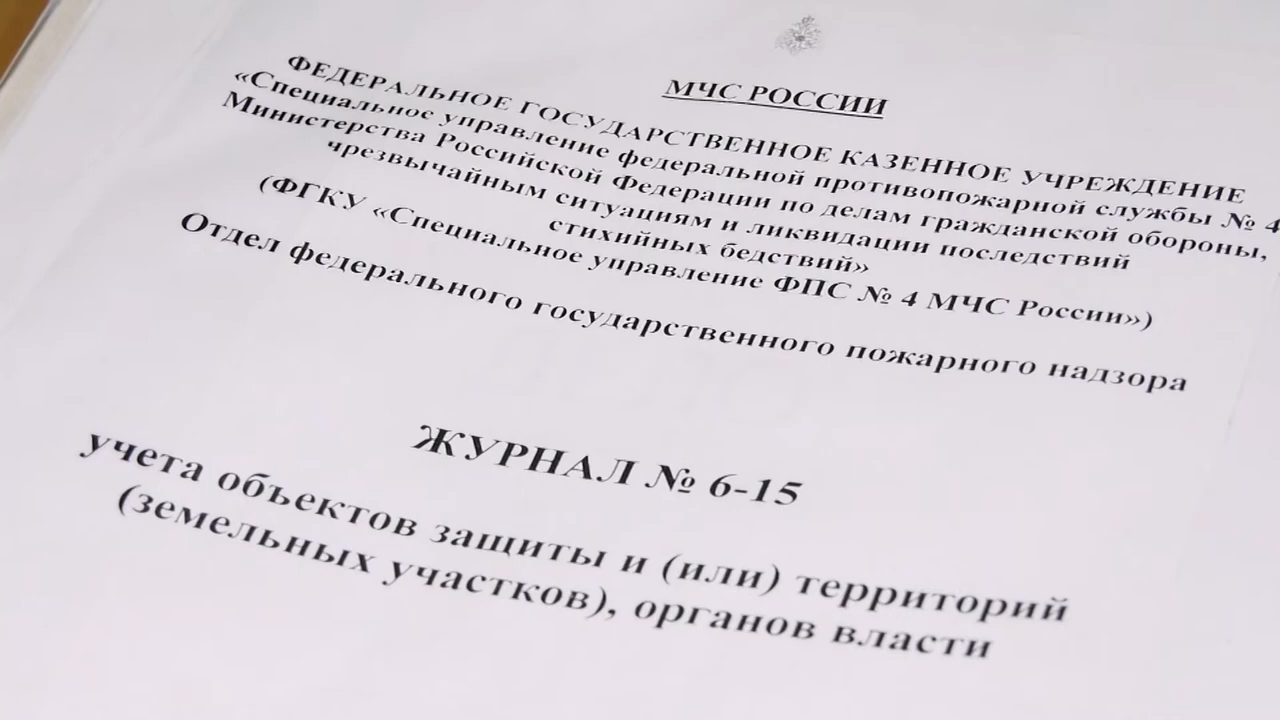 МЧС РОССИИ
ФЕДЕРАЛЬНОЕ ГОСУДАРСТВЕННОЕ КАЗЕННОЕ УЧРЕЖДЕНИЕ
«Специальное управление федеральной противопожарной службы № 4
Министерства Российской Федерации по делам гражданской обороны,
чрезвычайным ситуациям и ликвидации последствий
стихийных бедствий»
(ФГКУ «Специальное управление ФПС № 4 МЧС России»)
Отдел федерального государственного пожарного надзора
ЖУРНАЛ № 6-15
учета объектов защиты и (или) территорий
(земельных участков), органов власти